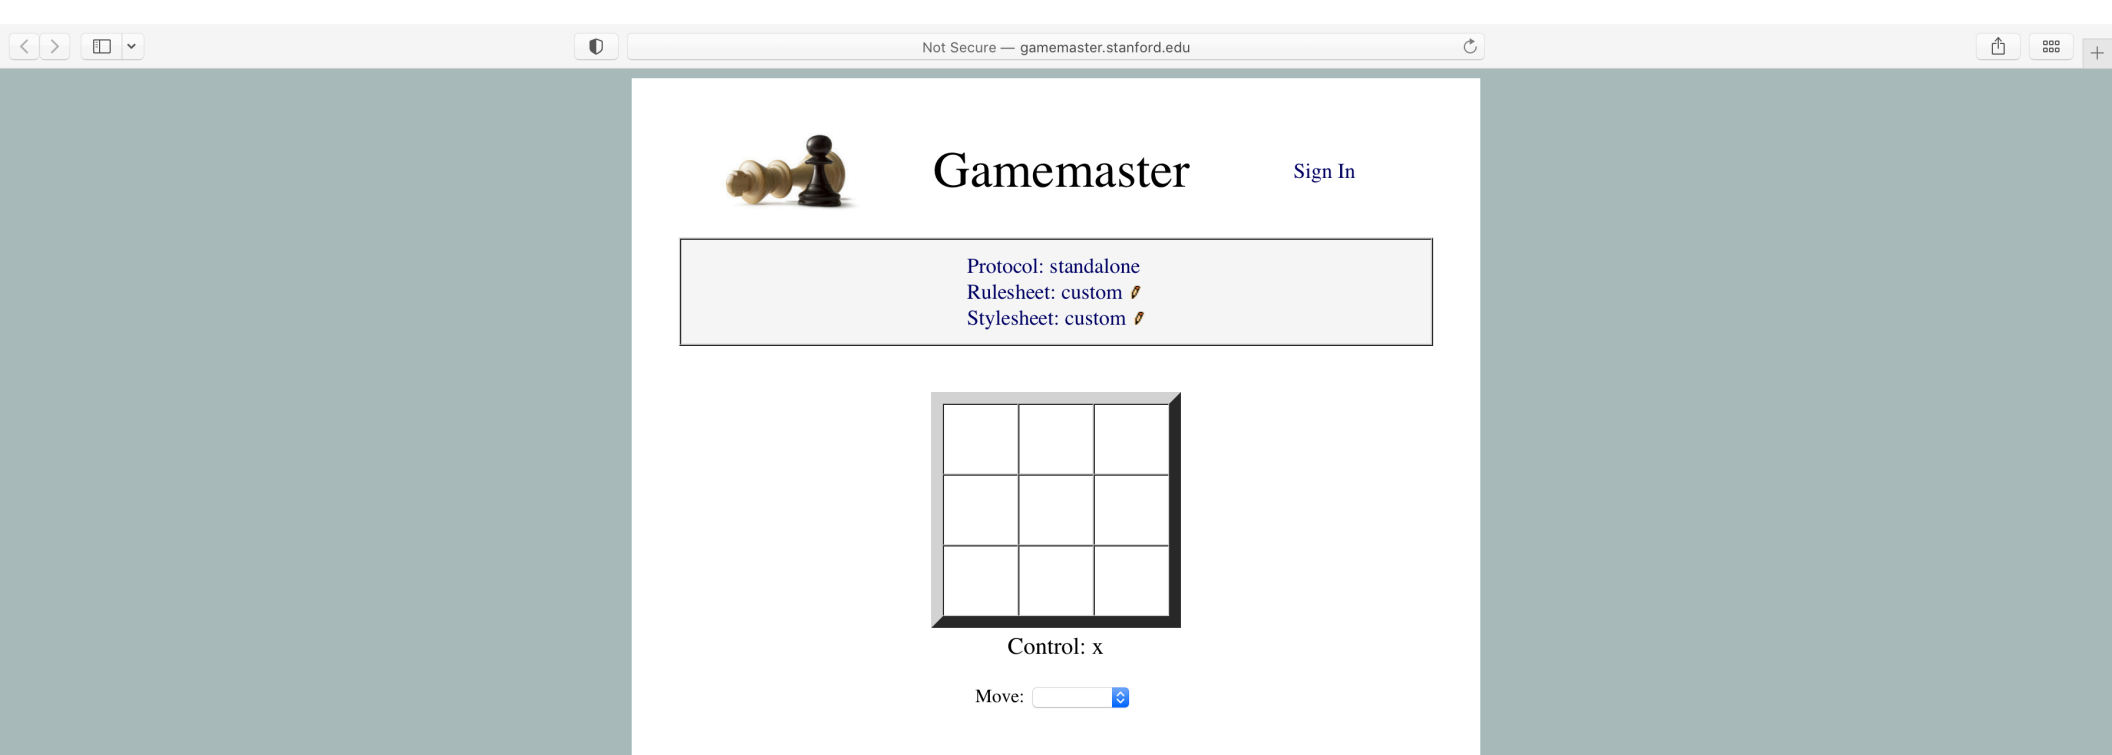 Not Secure — gamemaster.stanford.edu
Gamemaster
Sign In
Protocol: standalone
Rulesheet: custom
Stylesheet: custom
Control: x
Move: